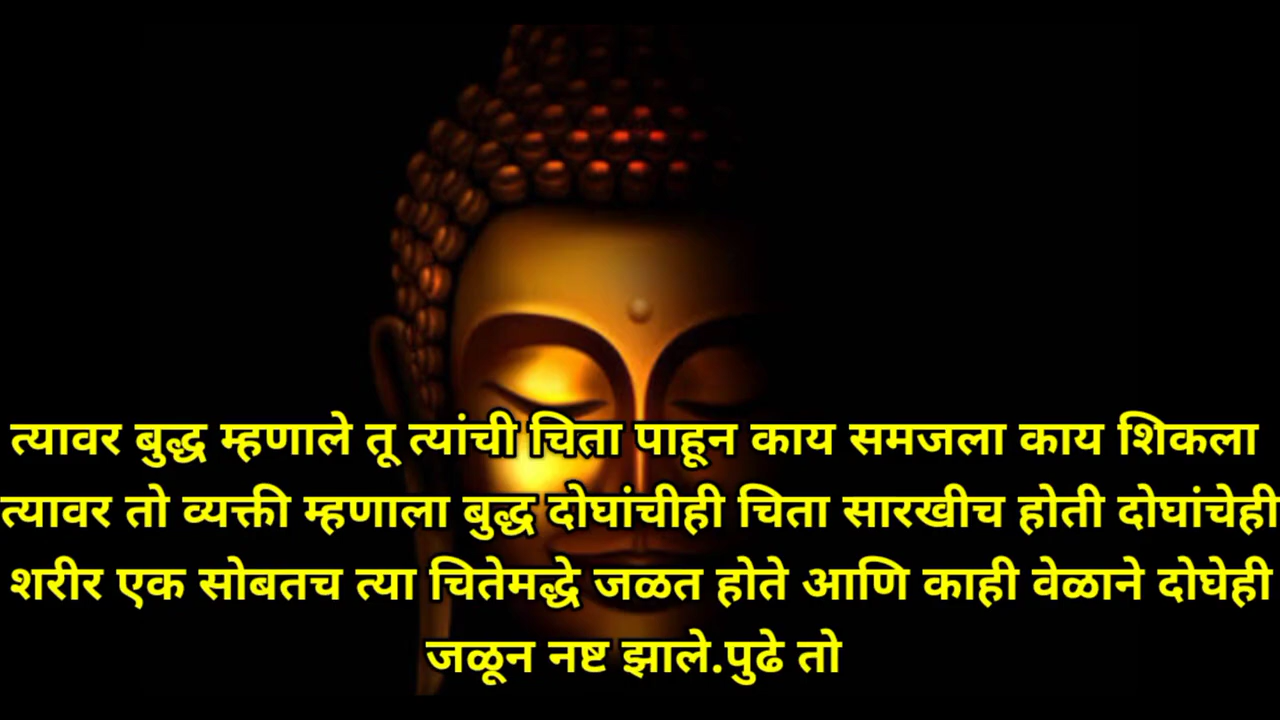 त्यावर बुद्ध म्हणाले तू त्यांची चिता पाहून काय समजला काय शिकला
त्यावर तो व्यक्ती म्हणाला बुद्ध दोघांचीही चिता सारखीच होती दोघांचेही
शरीर एक सोबतच त्या चितेमद्धे जळत होते आणि काही वेळाने दोघेही
जळून नष्ट झाले.पुढे तो